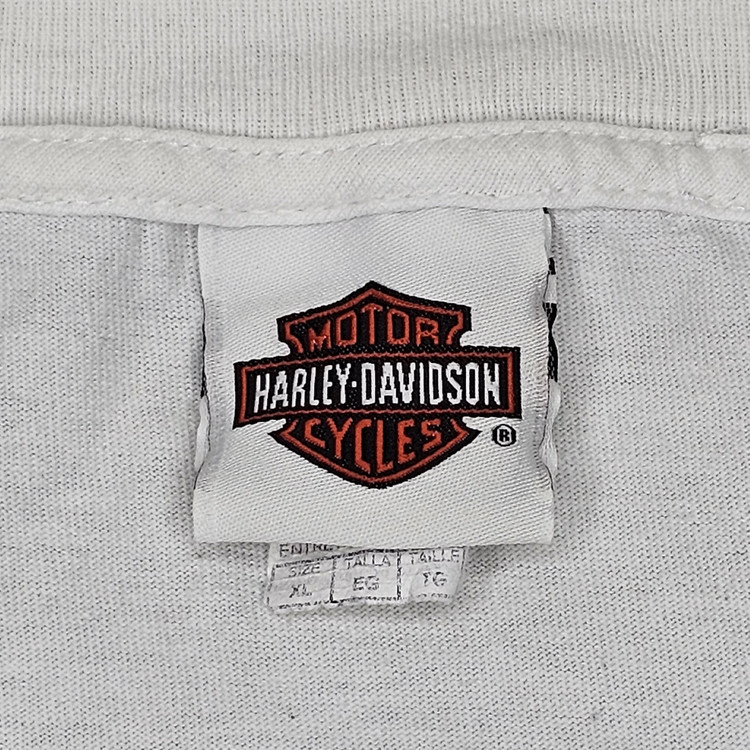 MOTOR
HARLEY-DAVIDSON
CYCLES
®
SIZE TALLA TAILLE
XL EG TG